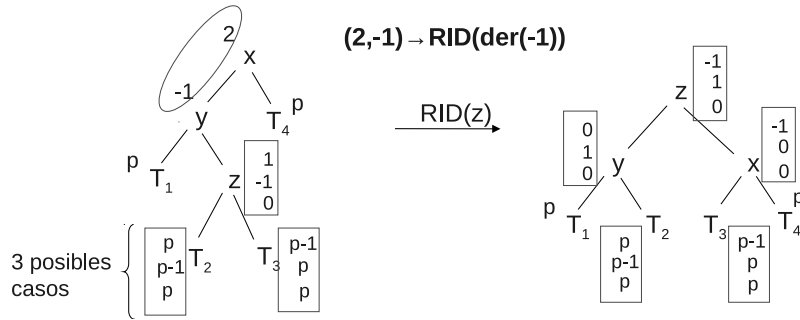 (2,-1)→RID(der(-1))
2
x
-1
y
T4 p
p
T1
z
1
-1
0
3 posibles
casos
p
p-1
p
T2
T3
p-1
p
p
RID(z)
z
-1
1
0
0
1
0
y
x
-1
0
0
p
T1
T2
T3
T4
p
p
p-1
p
p-1
p
p